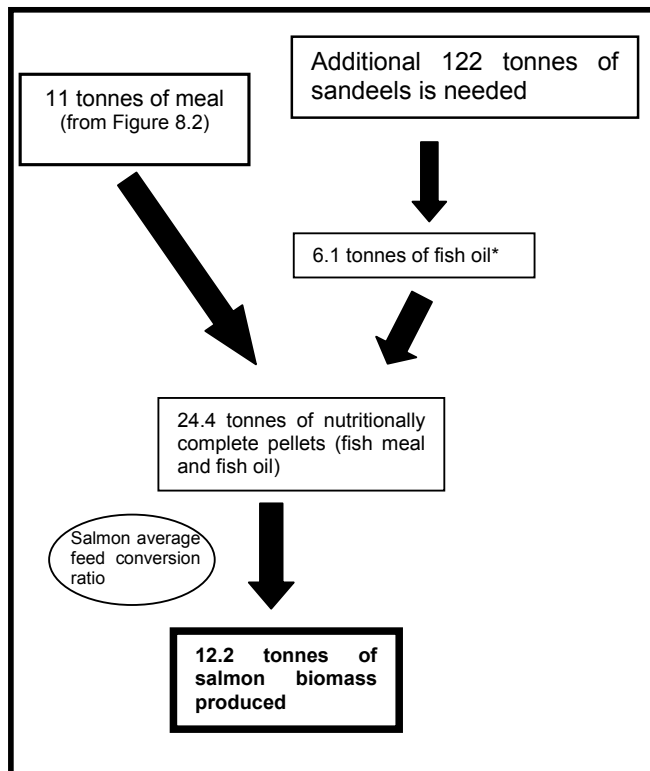 11 tonnes of meal
(from Figure 8.2)
Additional 122 tonnes of
sandeels is needed
6.1 tonnes of fish oil*
24.4 tonnes of nutritionally
complete pellets (fish meal
and fish oil)
Salmon average
feed conversion
ratio
12.2 tonnes of
salmon biomass
produced